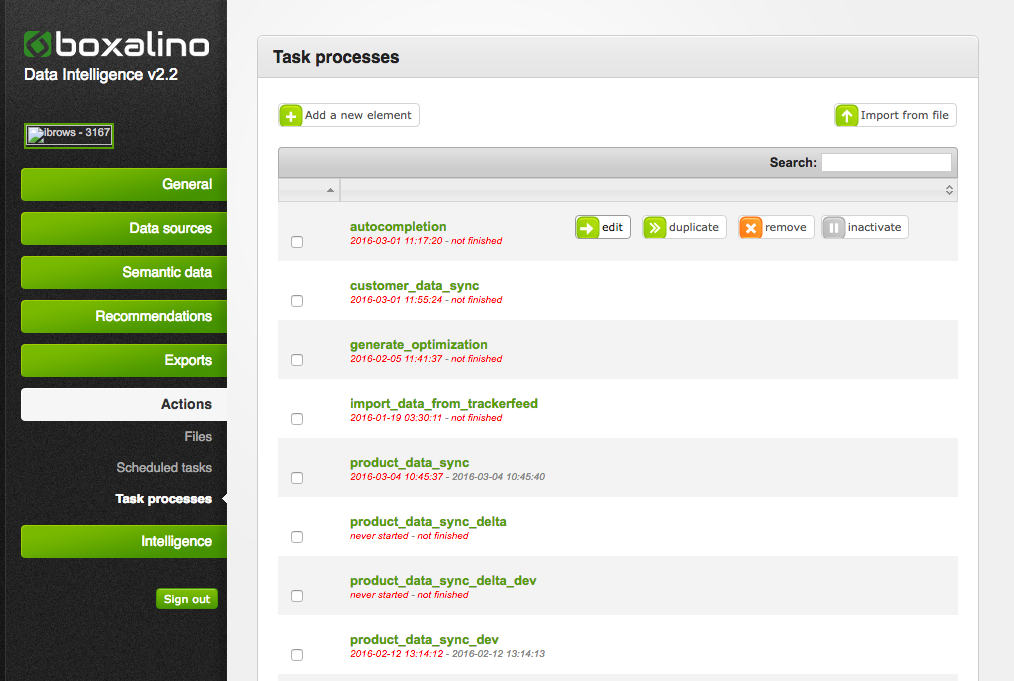 boxalino
Data Intelligence v2.2
ibrows - 3167
General
Data sources
Semantic data
Recommendations
Exports
Actions
Files
Scheduled tasks
Task processes
Intelligence
Sign out
Task processes
Add a new element
Import from file
Search:
autocompletion
2016-03-01 11:17:20 - not finished
edit
duplicate
remove
inactivate
customer_data_sync
2016-03-01 11:55:24 - not finished
generate_optimization
2016-02-05 11:41:37 - not finished
import_data_from_trackerfeed
2016-01-19 03:30:11 - not finished
product_data_sync
2016-03-04 10:45:37 - 2016-03-04 10:45:40
product_data_sync_delta
never started - not finished
product_data_sync_delta_dev
never started - not finished
product_data_sync_dev
2016-02-12 13:14:12 - 2016-02-12 13:14:13